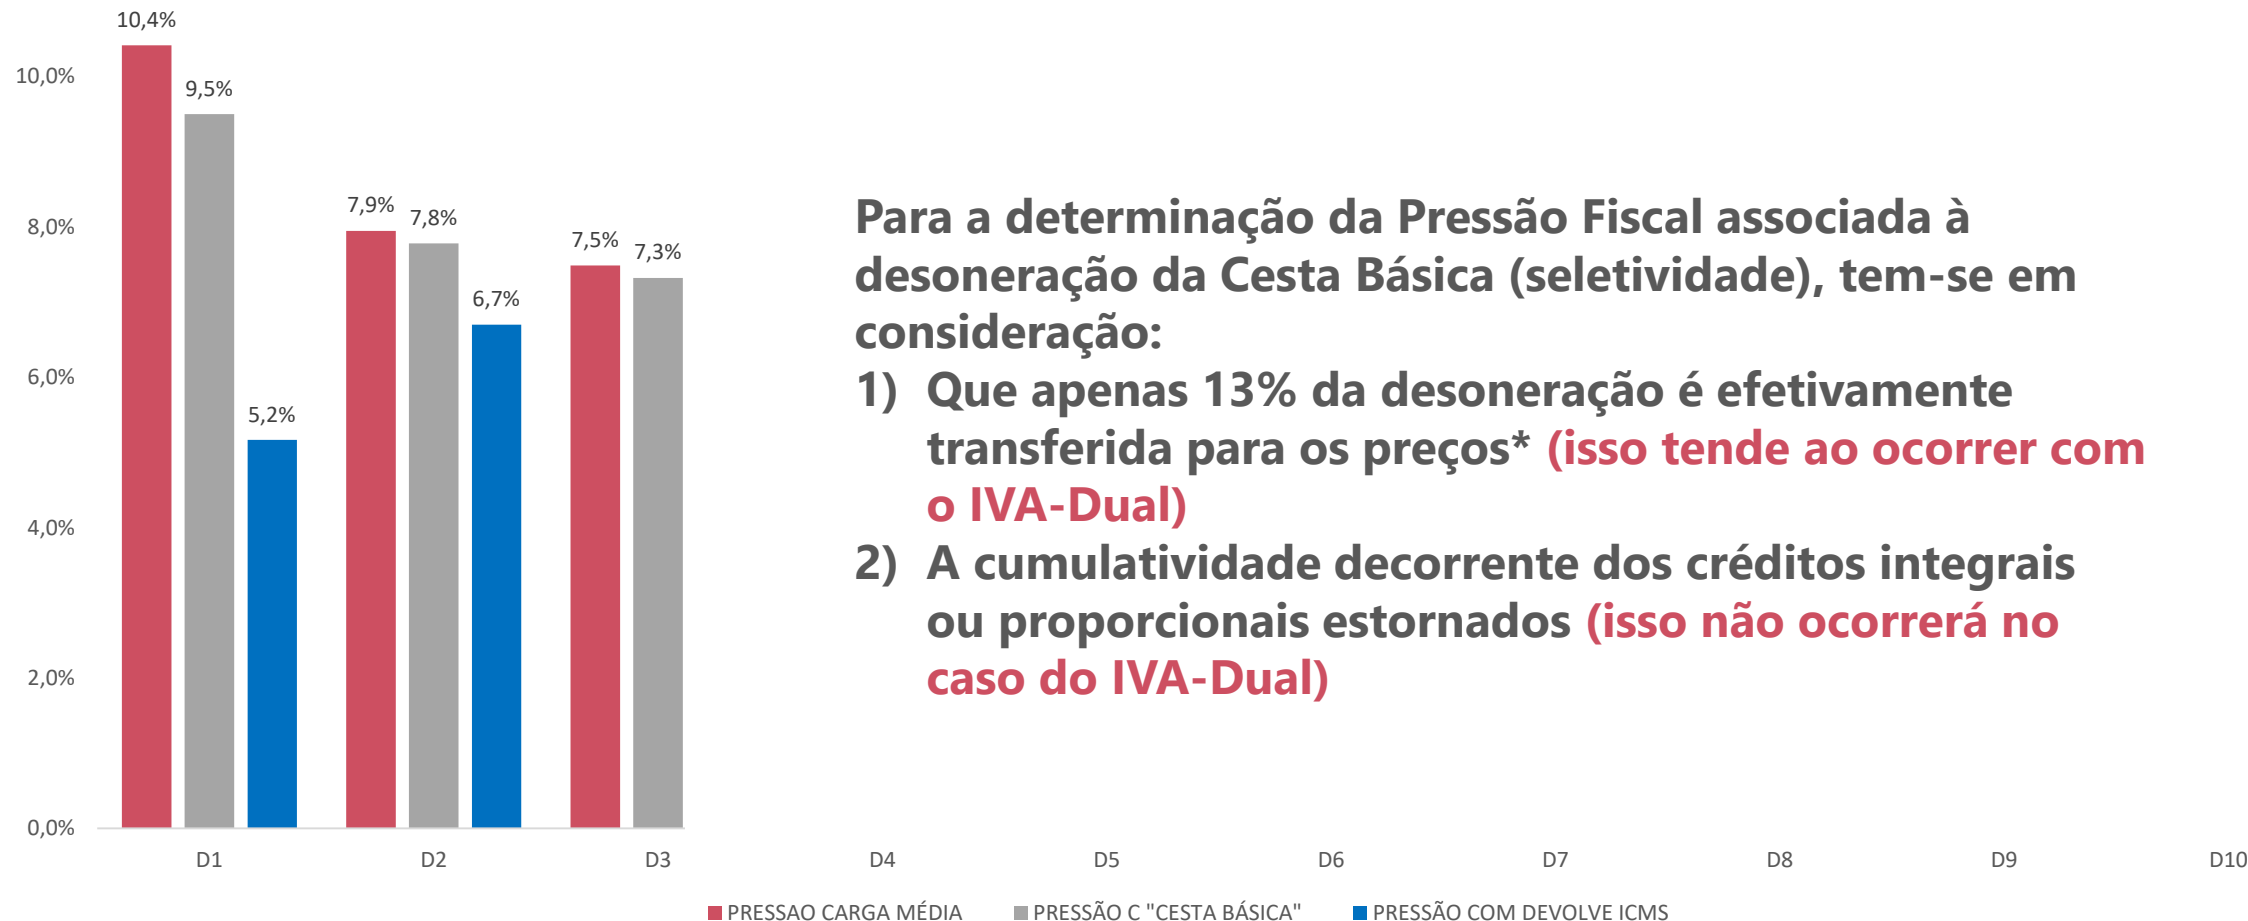 10,4%
10,0%
9,5%
7,9%
7,8%
8,0%
7,5%
7,3%
6,7%
6,0%
5,2%
4,0%
2,0%
0,0%
Para a determinação da Pressão Fiscal associada à
desoneração da Cesta Básica (seletividade), tem-se em
consideração:
1) Que apenas 13% da desoneração é efetivamente
transferida para os preços* (isso tende ao ocorrer com
o IVA-Dual)
2) A cumulatividade decorrente dos créditos integrais
ou proporcionais estornados (isso não ocorrerá no
caso do IVA-Dual)
D1 D2 D3 D4 D5 D6 D7 D8 D9 D10
PRESSAO CARGA MÉDIA PRESSÃO C "CESTA BÁSICA" PRESSÃO COM DEVOLVE ICMS